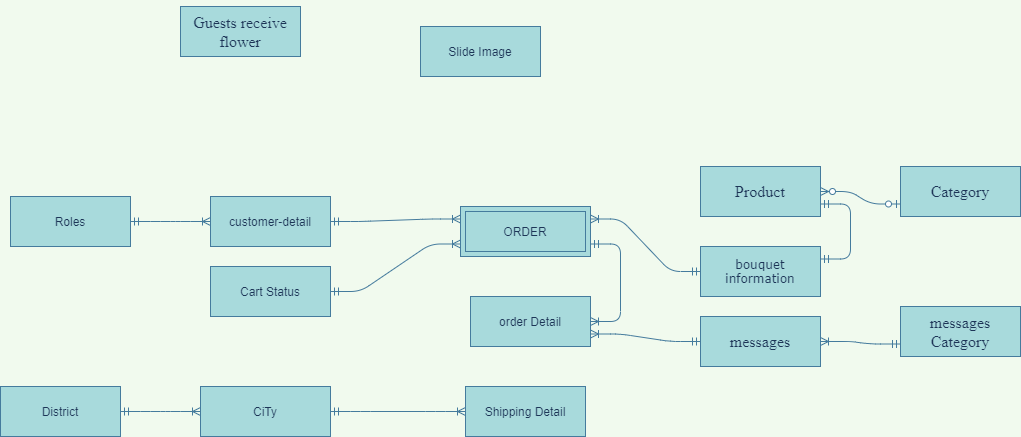 Guests receive
flower
Slide Image
Product
Category
Roles
customer-detail
ORDER
bouquet
information
Cart Status
order Detail
messages
messages
Category
District
CiTy
Shipping Detail